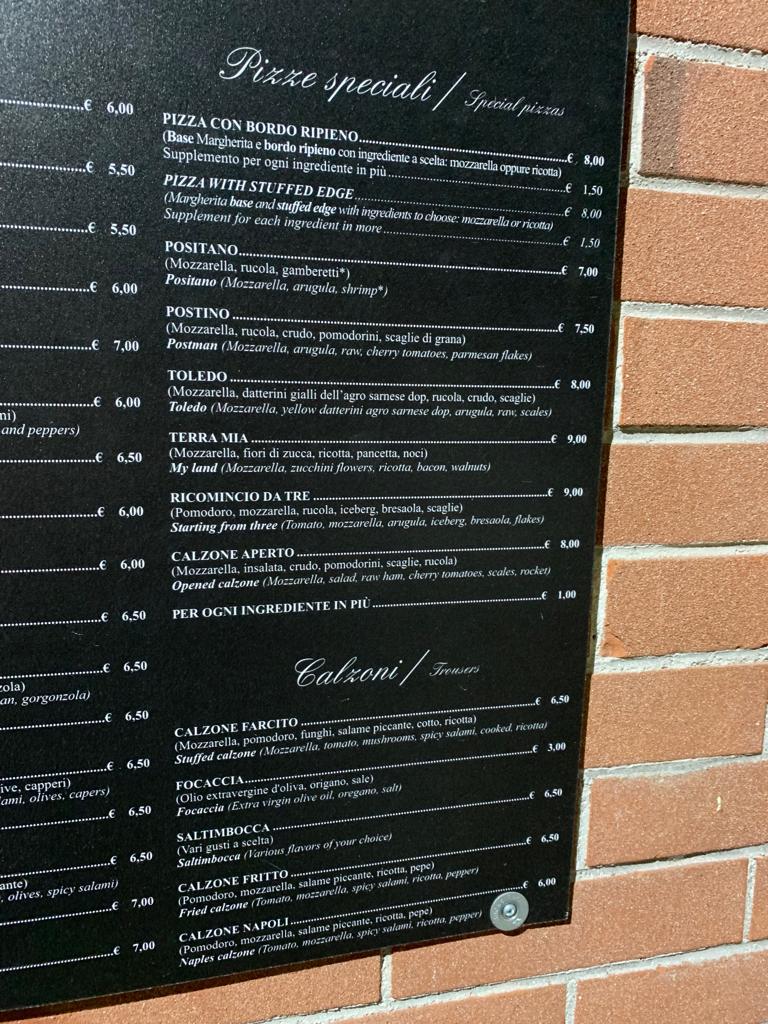 € 6,00
€ 5,50
€ 5,50
€ 6,00
€ 7,00
€ 6,00
ni)
and peppers)
€ 6,50
€ 6,00
€ 6,00
€ 6,50
€ 6,50
zola)
an, gorgonzola)
€ 6,50
€ 6,50
ive, capperi)
lami, olives, capers)
€ 6,50
€ 6,50
ante)
, olives, spicy salami)
€ 7,00
€ 7,00
Pizze speciali / Special pizzas
PIZZA CON BORDO RIPIENO € 8,00
(Base Margherita e bordo ripieno con ingrediente a scelta: mozzarella oppure ricotta)
Supplemento per ogni ingrediente in più € 1,50
PIZZA WITH STUFFED EDGE € 8,00
(Margherita base and stuffed edge with ingredients to choose: mozzarella or ricotta)
Supplement for each ingredient in more € 1,50
POSITANO € 7,00
(Mozzarella, rucola, gamberetti*)
Positano (Mozzarella, arugula, shrimp*)
POSTINO € 7,50
(Mozzarella, rucola, crudo, pomodorini, scaglie di grana)
Postman (Mozzarella, arugula, raw, cherry tomatoes, parmesan flakes)
TOLEDO € 8,00
(Mozzarella, datterini gialli dell'agro sarnese dop, rucola, crudo, scaglie)
Toledo (Mozzarella, yellow datterini agro sarnese dop, arugula, raw, scales)
TERRA MIA € 9,00
(Mozzarella, fiori di zucca, ricotta, pancetta, noci)
My land (Mozzarella, zucchini flowers, ricotta, bacon, walnuts)
RICOMINCIO DA TRE € 9,00
(Pomodoro, mozzarella, rucola, iceberg, bresaola, scaglie)
Starting from three (Tomato, mozzarella, arugula, iceberg, bresaola, flakes)
CALZONE APERTO € 8,00
(Mozzarella, insalata, crudo, pomodorini, scaglie, rucola)
Opened calzone (Mozzarella, salad, raw ham, cherry tomatoes, scales, rocket)
PER OGNI INGREDIENTE IN PIÙ € 1,00
Calzoni / Trousers
CALZONE FARCITO € 6,50
(Mozzarella, pomodoro, funghi, salame piccante, cotto, ricotta)
Stuffed calzone (Mozzarella, tomato, mushrooms, spicy salami, cooked, ricotta)
FOCACCIA € 3,00
(Olio extravergine d'oliva, origano, sale)
Focaccia (Extra virgin olive oil, oregano, salt)
SALTIMBOCCA € 6,50
(Vari gusti a scelta)
Saltimbocca (Various flavors of your choice)
CALZONE FRITTO € 6,50
(Pomodoro, mozzarella, salame piccante, ricotta, pepe)
Fried calzone (Tomato, mozzarella, spicy salami, ricotta, pepper)
CALZONE NAPOLI € 6,00
(Pomodoro, mozzarella, salame piccante, ricotta, pepe)
Naples calzone (Tomato, mozzarella, spicy salami, ricotta, pepper)